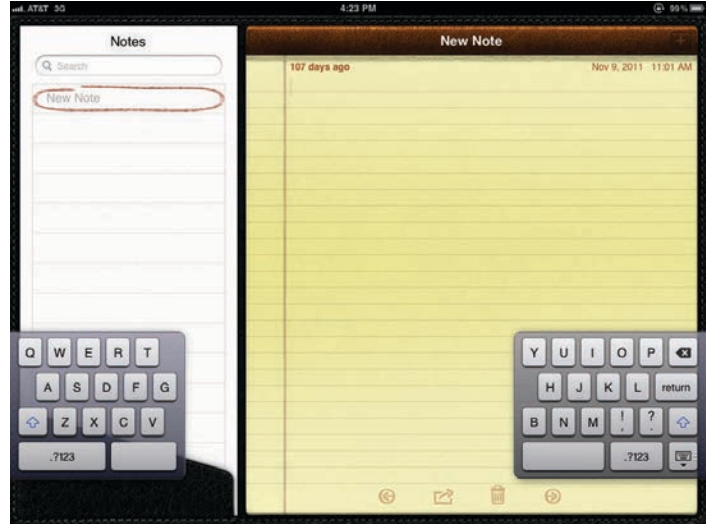 AT&T 3G 4:23 PM 99%
Notes
New Note
Search
107 days ago Nov 9, 2011 11:01 AM
New Note
Q W E R T
Y U I O P
A S D F G
H J K L return
Z X C V
B N M ! , ? .
.?123
.?123